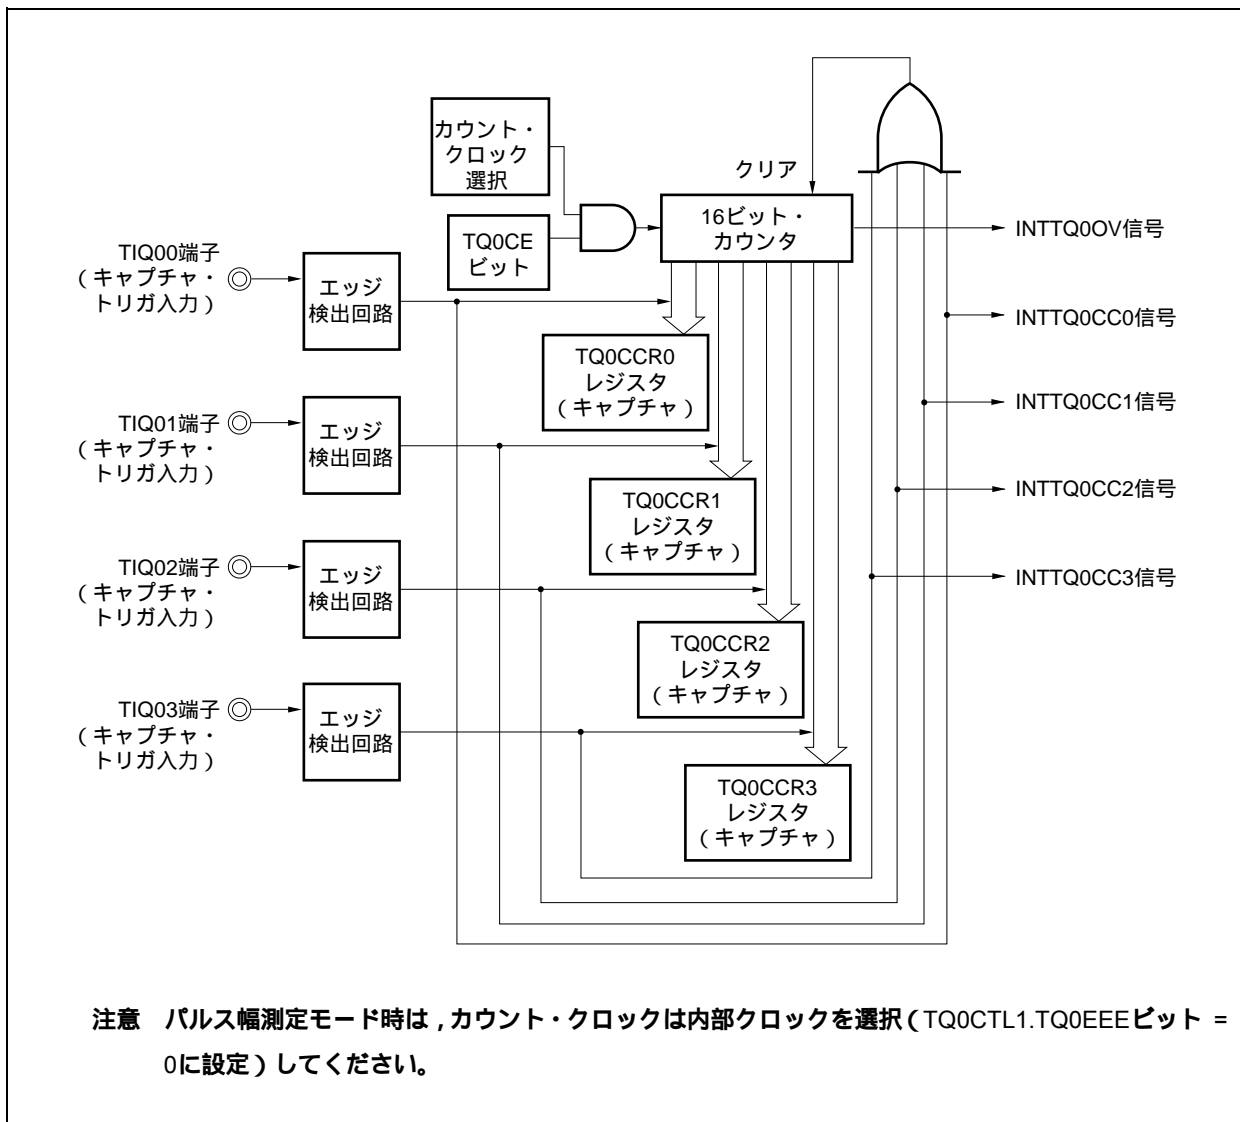 カウント・
クロック
選択
TQ0CE
ビット
クリア
16ビット・
カウンタ
INTTQ0OV信号
TIQ00端子
（キャプチャ・
トリガ入力）
エッジ
検出回路
TQ0CCR0
レジスタ
（キャプチャ）
INTTQ0CC0信号
TIQ01端子
（キャプチャ・
トリガ入力）
エッジ
検出回路
TQ0CCR1
レジスタ
（キャプチャ）
INTTQ0CC1信号
TIQ02端子
（キャプチャ・
トリガ入力）
エッジ
検出回路
TQ0CCR2
レジスタ
（キャプチャ）
INTTQ0CC2信号
TIQ03端子
（キャプチャ・
トリガ入力）
エッジ
検出回路
TQ0CCR3
レジスタ
（キャプチャ）
INTTQ0CC3信号
注意　パルス幅測定モード時は，カウント・クロックは内部クロックを選択（TQ0CTL1.TQ0EEEビット =
0に設定）してください。